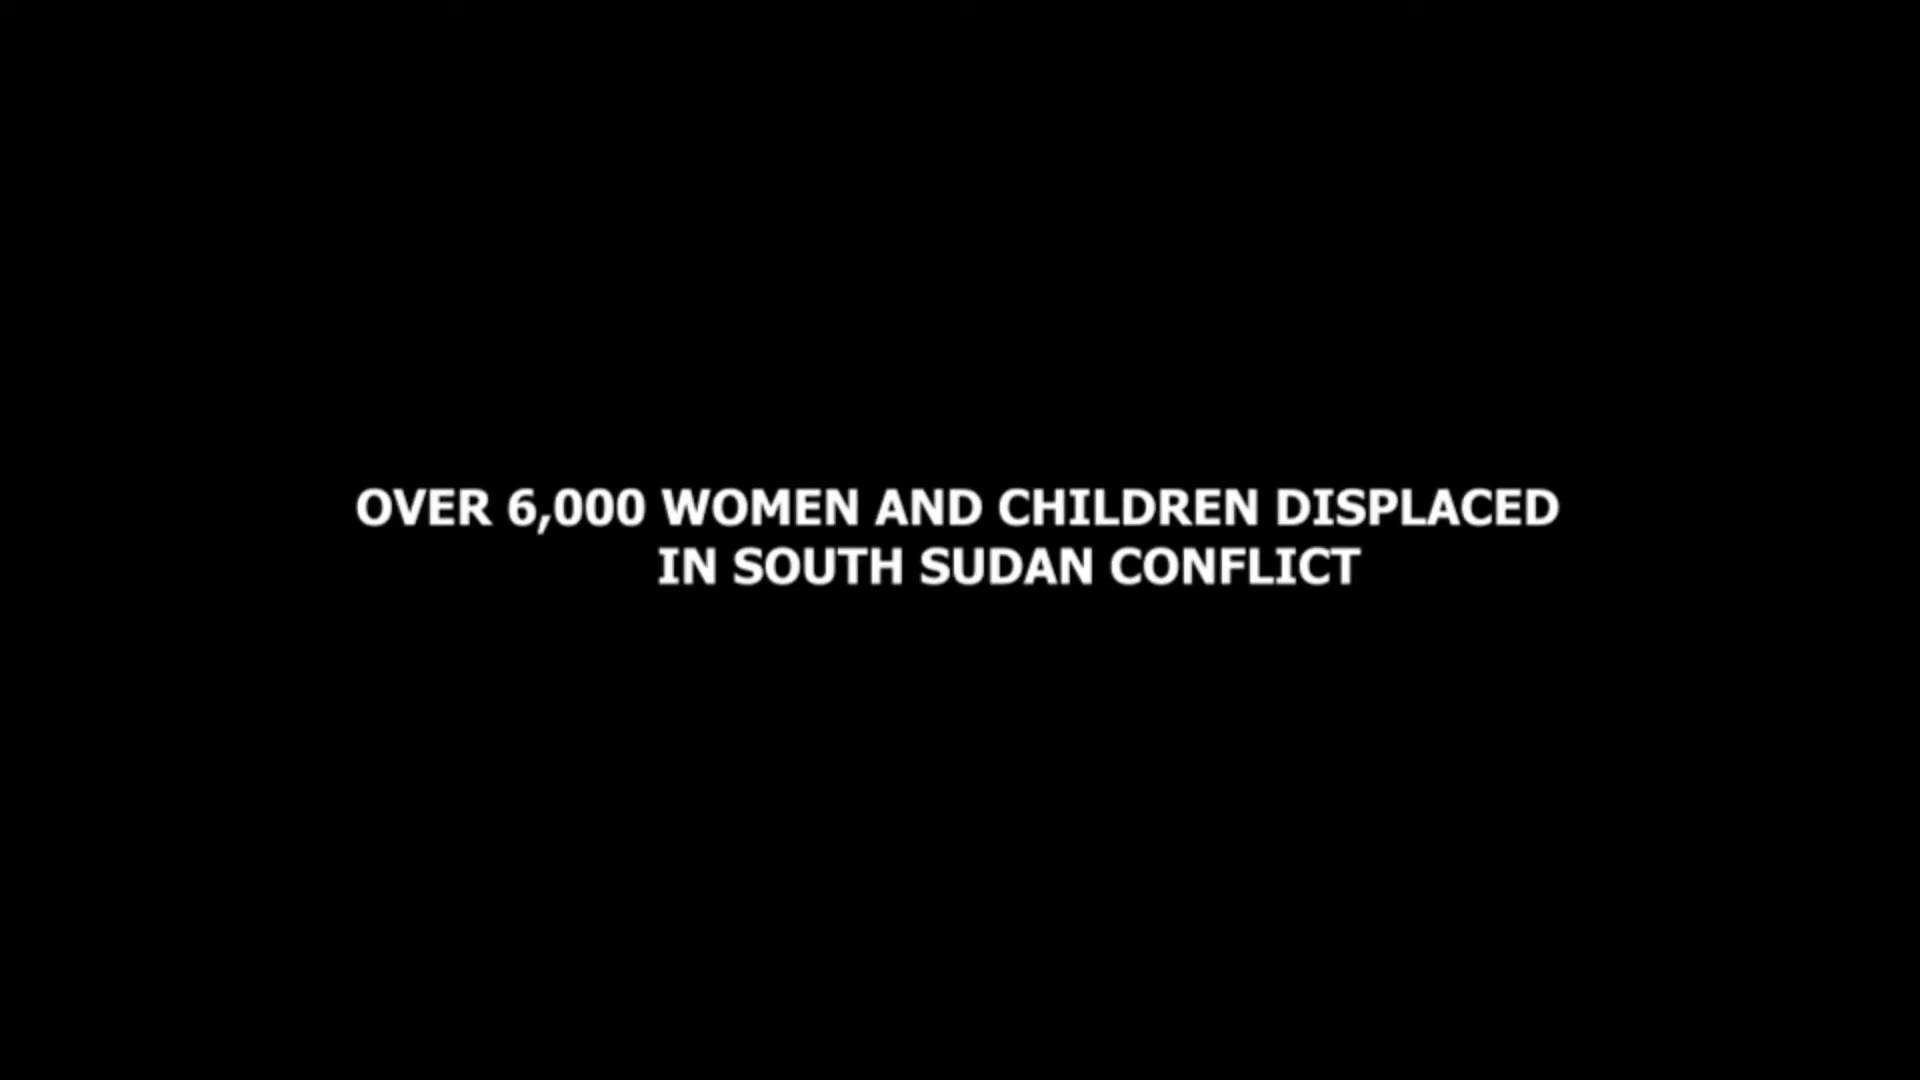 OVER 6,000 WOMEN AND CHILDREN DISPLACED
IN SOUTH SUDAN CONFLICT